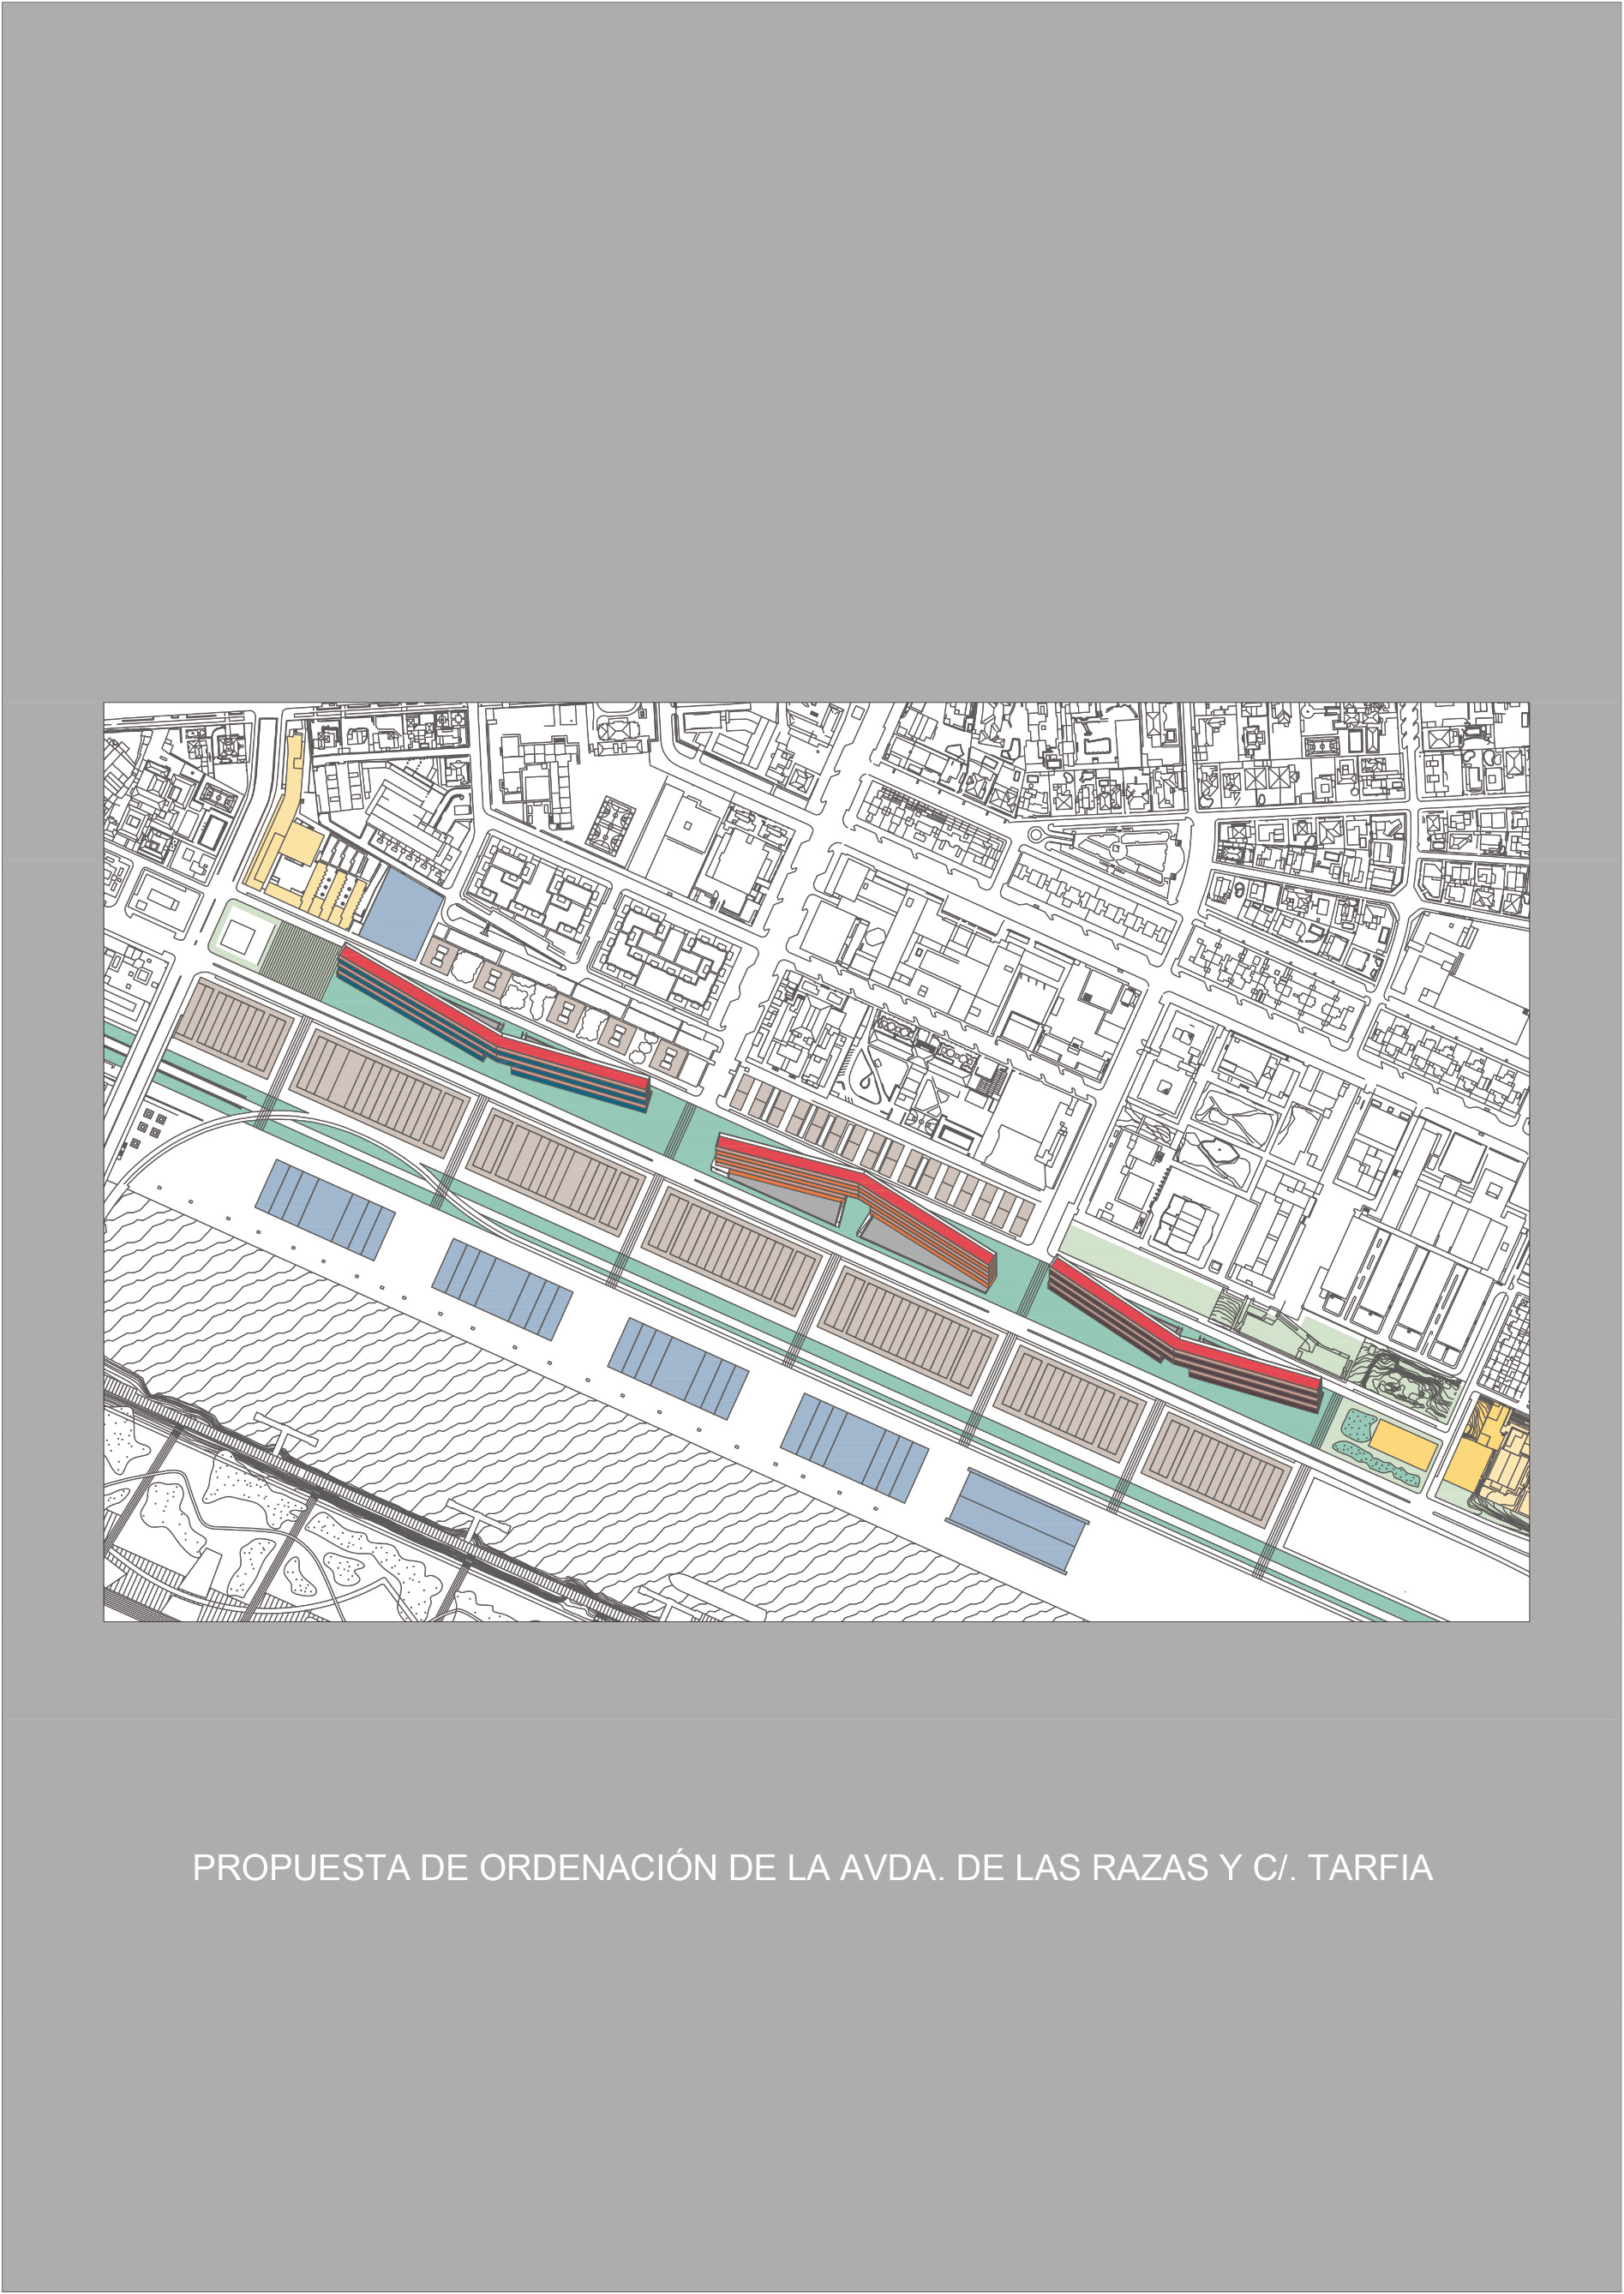 PROPUESTA DE ORDENACIÓN DE LA AVDA. DE LAS RAZAS Y C/. TARFIA